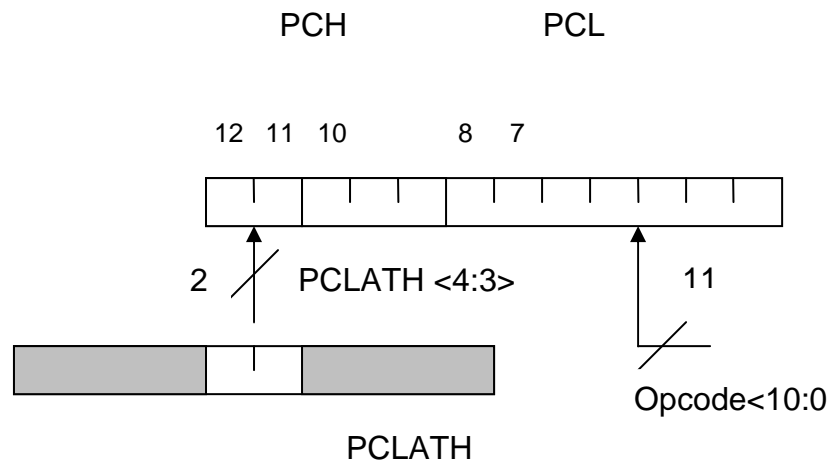 PCH PCL
12 11 10 8 7
2 PCLATH <4:3> 11
Opcode<10:0
PCLATH